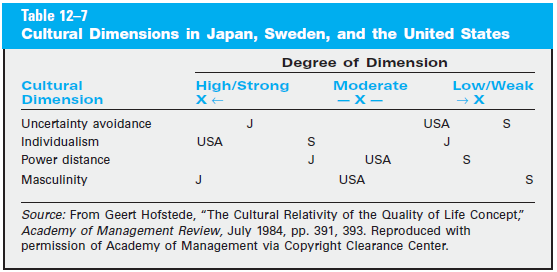 Table 12–7
Cultural Dimensions in Japan, Sweden, and the United States
Degree of Dimension
Cultural High/Strong Moderate Low/Weak
Dimension X ← — X — → X
Uncertainty avoidance J USA S
Individualism USA S J
Power distance J USA S
Masculinity J USA S
Source: From Geert Hofstede, “The Cultural Relativity of the Quality of Life Concept,”
Academy of Management Review, July 1984, pp. 391, 393. Reproduced with
permission of Academy of Management via Copyright Clearance Center.